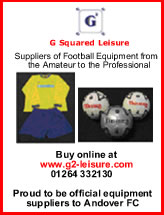 G²
G Squared Leisure
Suppliers of Football Equipment from
the Amateur to the Professional
Buy online at
www.g2-leisure.com
01264 332130
Proud to be official equipment
suppliers to Andover FC